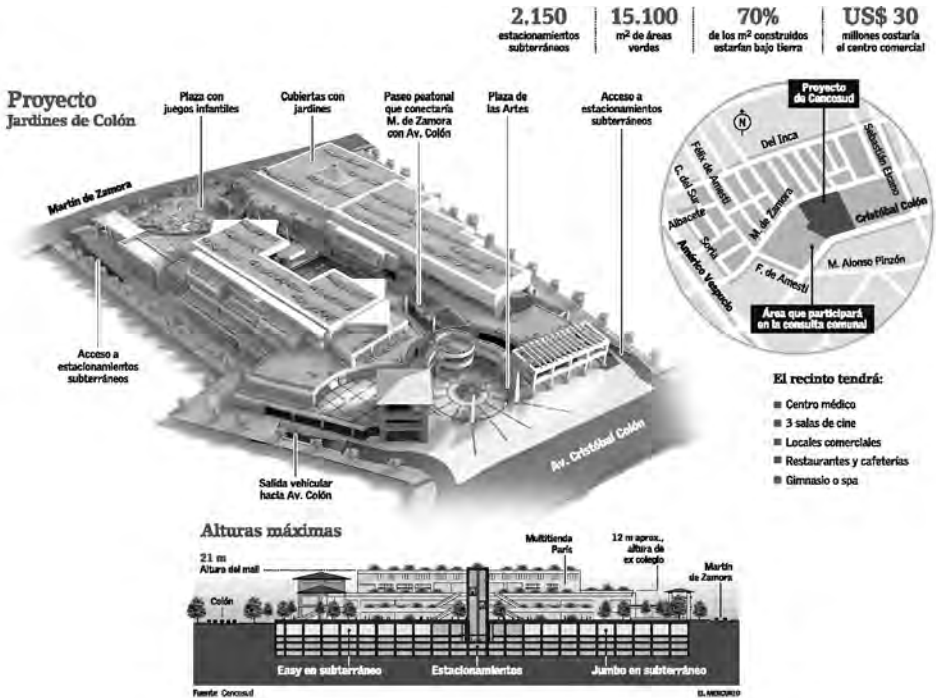 2.150
estacionamientos
subterráneos
15.100
m² de áreas
verdes
70%
de los m² construidos
estarían bajo tierra
US$ 30
millones costaría
el centro comercial
Proyecto
Jardines de Colón
Plaza con
juegos infantiles
Cubiertas con
jardines
Paseo peatonal
que conectaría
M. de Zamora
con Av. Colón
Plaza de
las Artes
Acceso a
estacionamientos
subterráneos
Martín de Zamora
Acceso a
estacionamientos
subterráneos
Salida vehicular
hacia Av. Colón
Av. Cristóbal Colón
Proyecto
de Cencosud
N
Del Inca
Sebastián Elcano
Félix de Amesti
C. del Sur
Albacete
M. de Zamora
Cristóbal Colón
Soria
Américo Vespucio
F. de Amesti
M. Alonso Pinzón
Área que participará
en la consulta comunal
El recinto tendrá:
Centro médico
3 salas de cine
Locales comerciales
Restaurantes y cafeterías
Gimnasio o spa
Alturas máximas
21 m
Altura del mall
Multitienda
París
12 m aprox.,
altura de
ex colegio
Martín
de Zamora
Colón
Easy en subterráneo
Estacionamientos
Jumbo en subterráneo
Fuente: Cencosud
EL MERCURIO